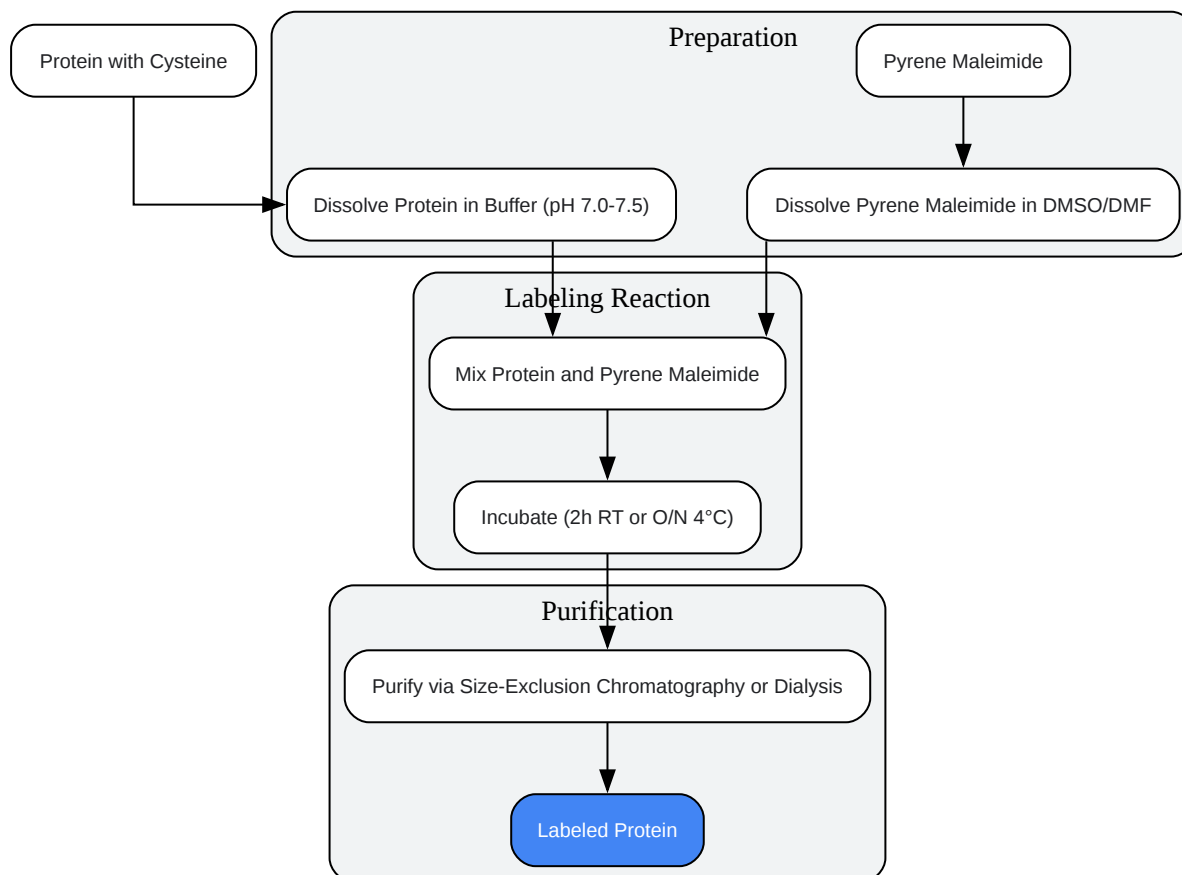 Preparation
Protein with Cysteine
Pyrene Maleimide
Dissolve Protein in Buffer (pH 7.0-7.5)
Dissolve Pyrene Maleimide in DMSO/DMF
Labeling Reaction
Mix Protein and Pyrene Maleimide
Incubate (2h RT or O/N 4°C)
Purification
Purify via Size-Exclusion Chromatography or Dialysis
Labeled Protein